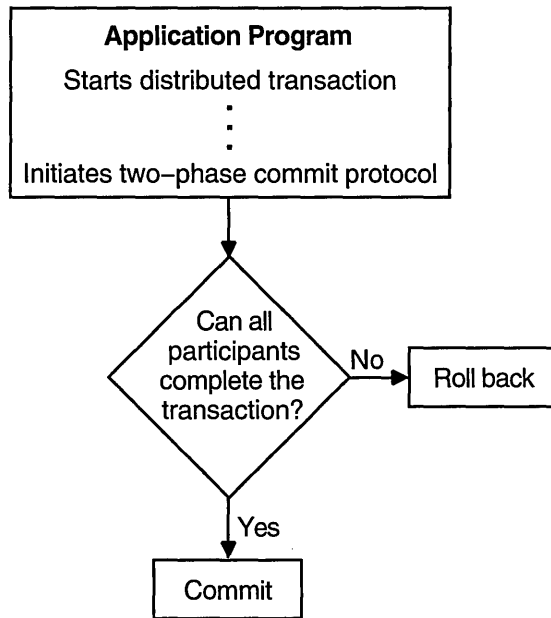 Application Program
Starts distributed transaction
.
.
.
Initiates two–phase commit protocol
Can all
participants
complete the
transaction?
No
Roll back
Yes
Commit